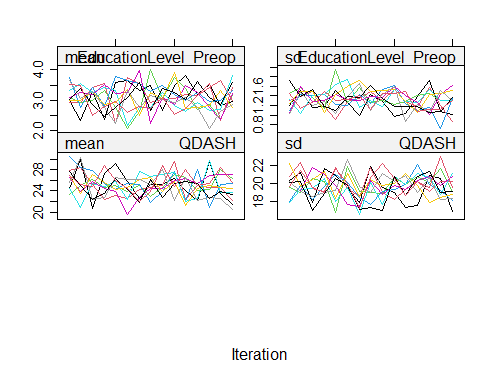 mean EducationLevel_Preop
sd EducationLevel_Preop
2.0 3.0 4.0
0.8 1.2 1.6
mean QDASH
sd QDASH
20 22 24 26 28
18 20 22
Iteration